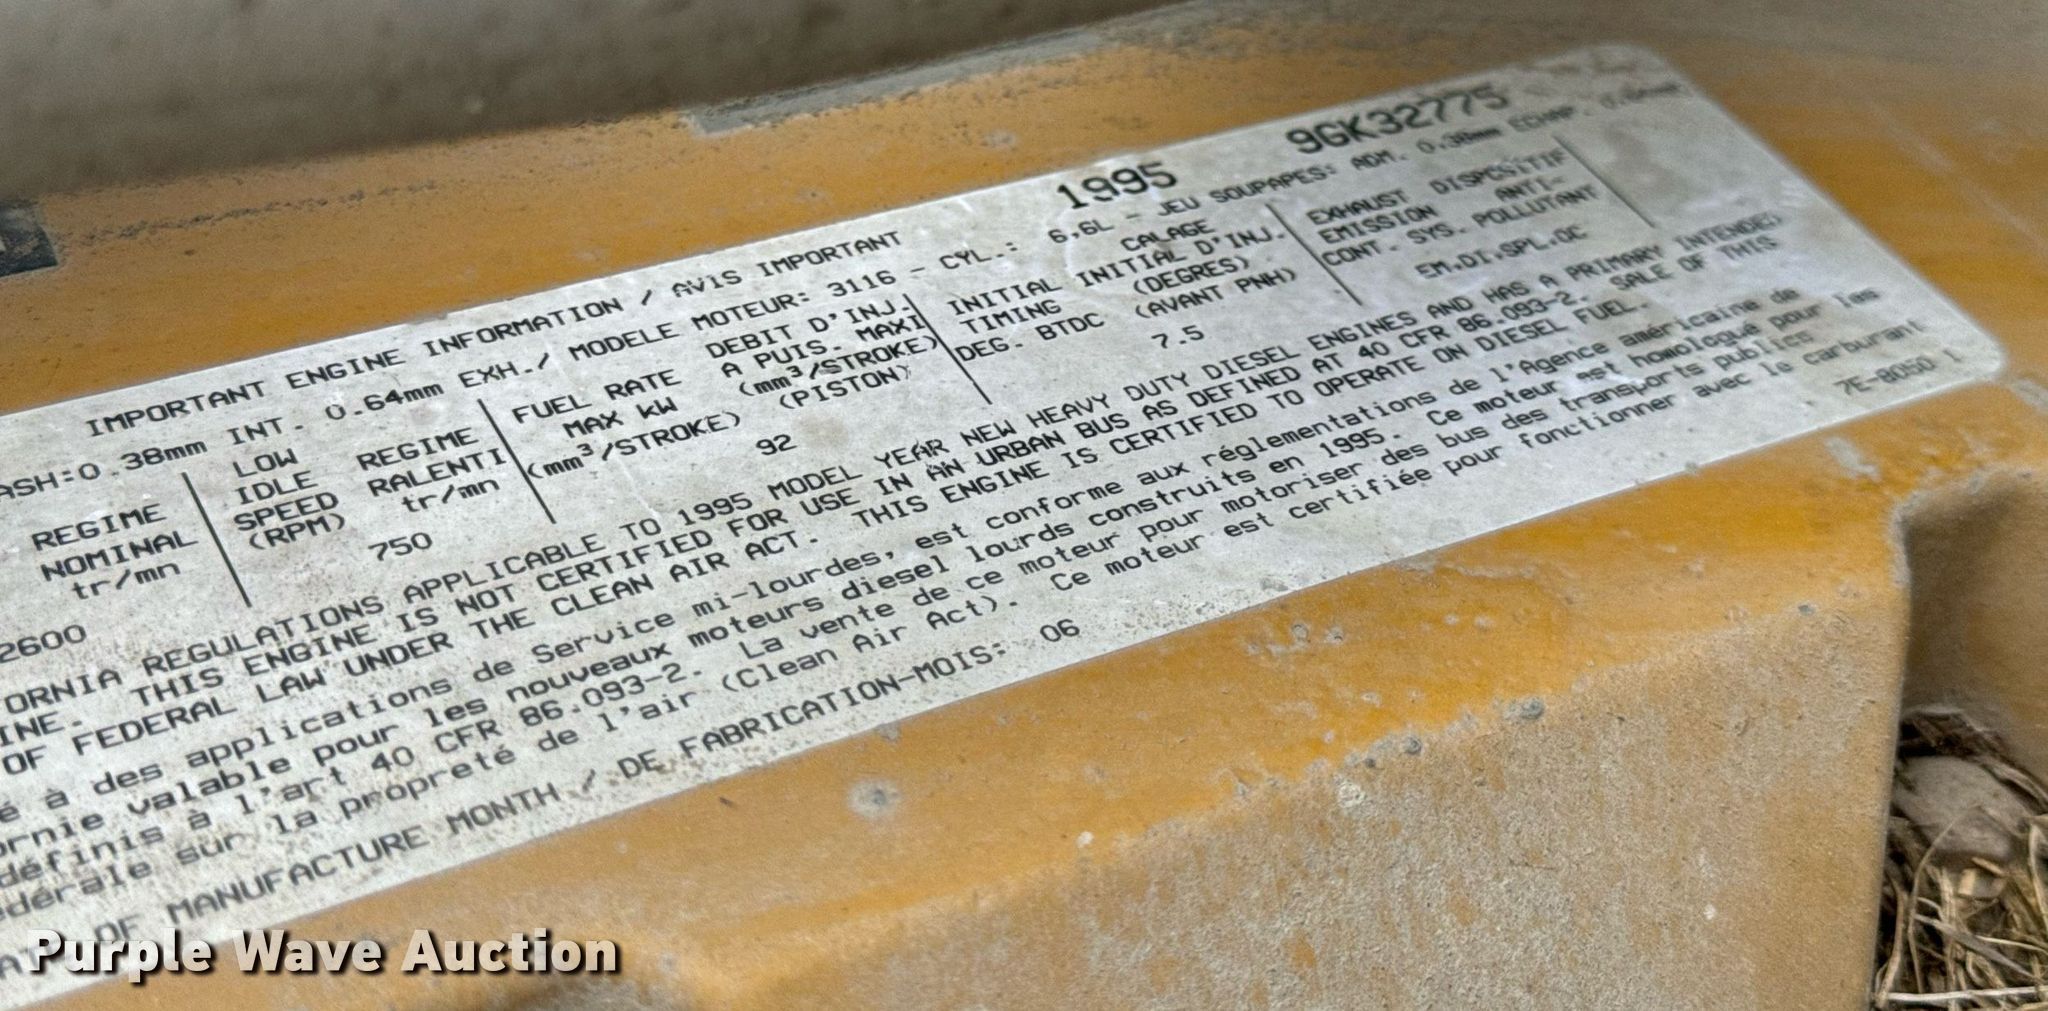 1995 9GK32775
IMPORTANT ENGINE INFORMATION / AVIS IMPORTANT
ASH:0.38mm INT. 0.64mm EXH./ MODELE MOTEUR: 3116 - CYL.: 6,6L - JEU SOUPAPES: ADM. 0.38mm ECHAP.
REGIME
NOMINAL
tr/mn
2600
LOW
IDLE REGIME
SPEED RALENTI
(RPM) tr/mn
750
FUEL RATE DEBIT D'INJ.
MAX kW A PUIS. MAXI
(mm³/STROKE) (mm³/STROKE)
(PISTON)
92
CALAGE
INITIAL INITIAL D'INJ.
TIMING (DEGRES)
DEG. BTDC (AVANT PNH)
7.5
EXHAUST DISPOSITIF
EMISSION ANTI-
CONT. SYS. POLLUTANT
EM.DI.SPL.OC
ORNIA REGULATIONS APPLICABLE TO 1995 MODEL YEAR NEW HEAVY DUTY DIESEL ENGINES AND HAS A PRIMARY INTENDED
INE. THIS ENGINE IS NOT CERTIFIED FOR USE IN AN URBAN BUS AS DEFINED AT 40 CFR 86.093-2. SALE OF THIS
OF FEDERAL LAW UNDER THE CLEAN AIR ACT. THIS ENGINE IS CERTIFIED TO OPERATE ON DIESEL FUEL.
é à des applications de Service mi-lourdes, est conforme aux réglementations de l'Agence américaine de
ornie valable pour les nouveaux moteurs diesel lourds construits en 1995. Ce moteur est homologué pour les
définis à l'art 40 CFR 86.093-2. La vente de ce moteur pour motoriser des bus des transports publics
édérale sur la propreté de l'air (Clean Air Act). Ce moteur est certifiée pour fonctionner avec le carburant
OF MANUFACTURE MONTH / DE FABRICATION-MOIS: 06
7E-8050 1
Purple Wave Auction